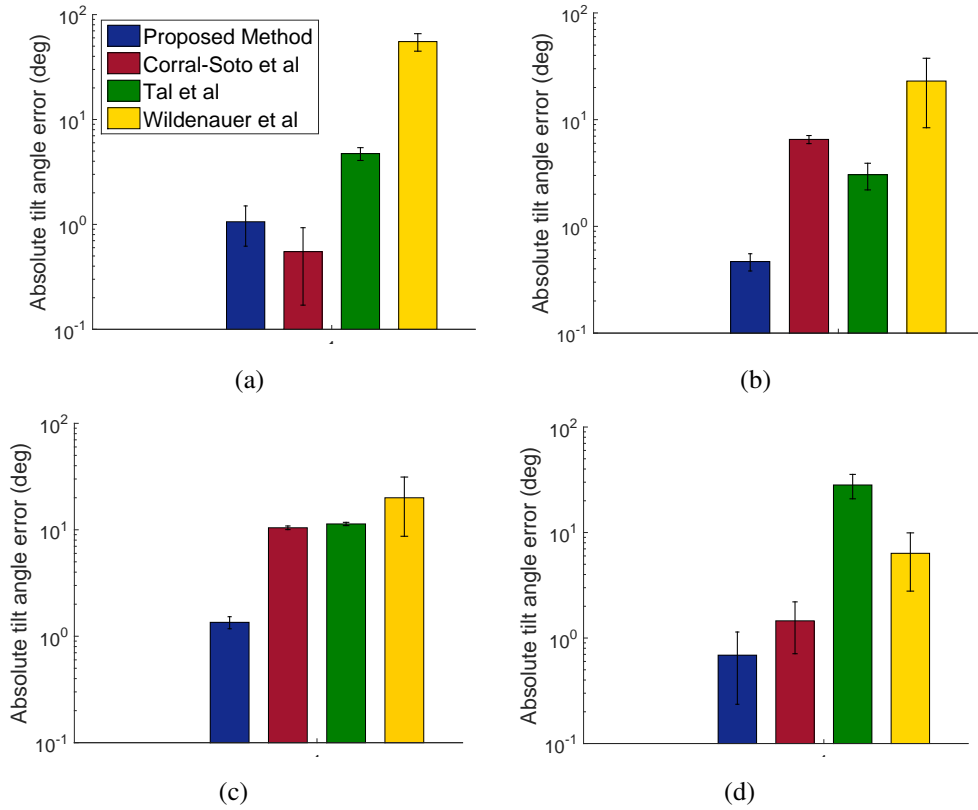 10^2
10^1
10^0
10^-1
Absolute tilt angle error (deg)
Proposed Method
Corral-Soto et al
Tal et al
Wildenauer et al
(a)
10^2
10^1
10^0
10^-1
Absolute tilt angle error (deg)
(b)
10^2
10^1
10^0
10^-1
Absolute tilt angle error (deg)
(c)
10^2
10^1
10^0
10^-1
Absolute tilt angle error (deg)
(d)